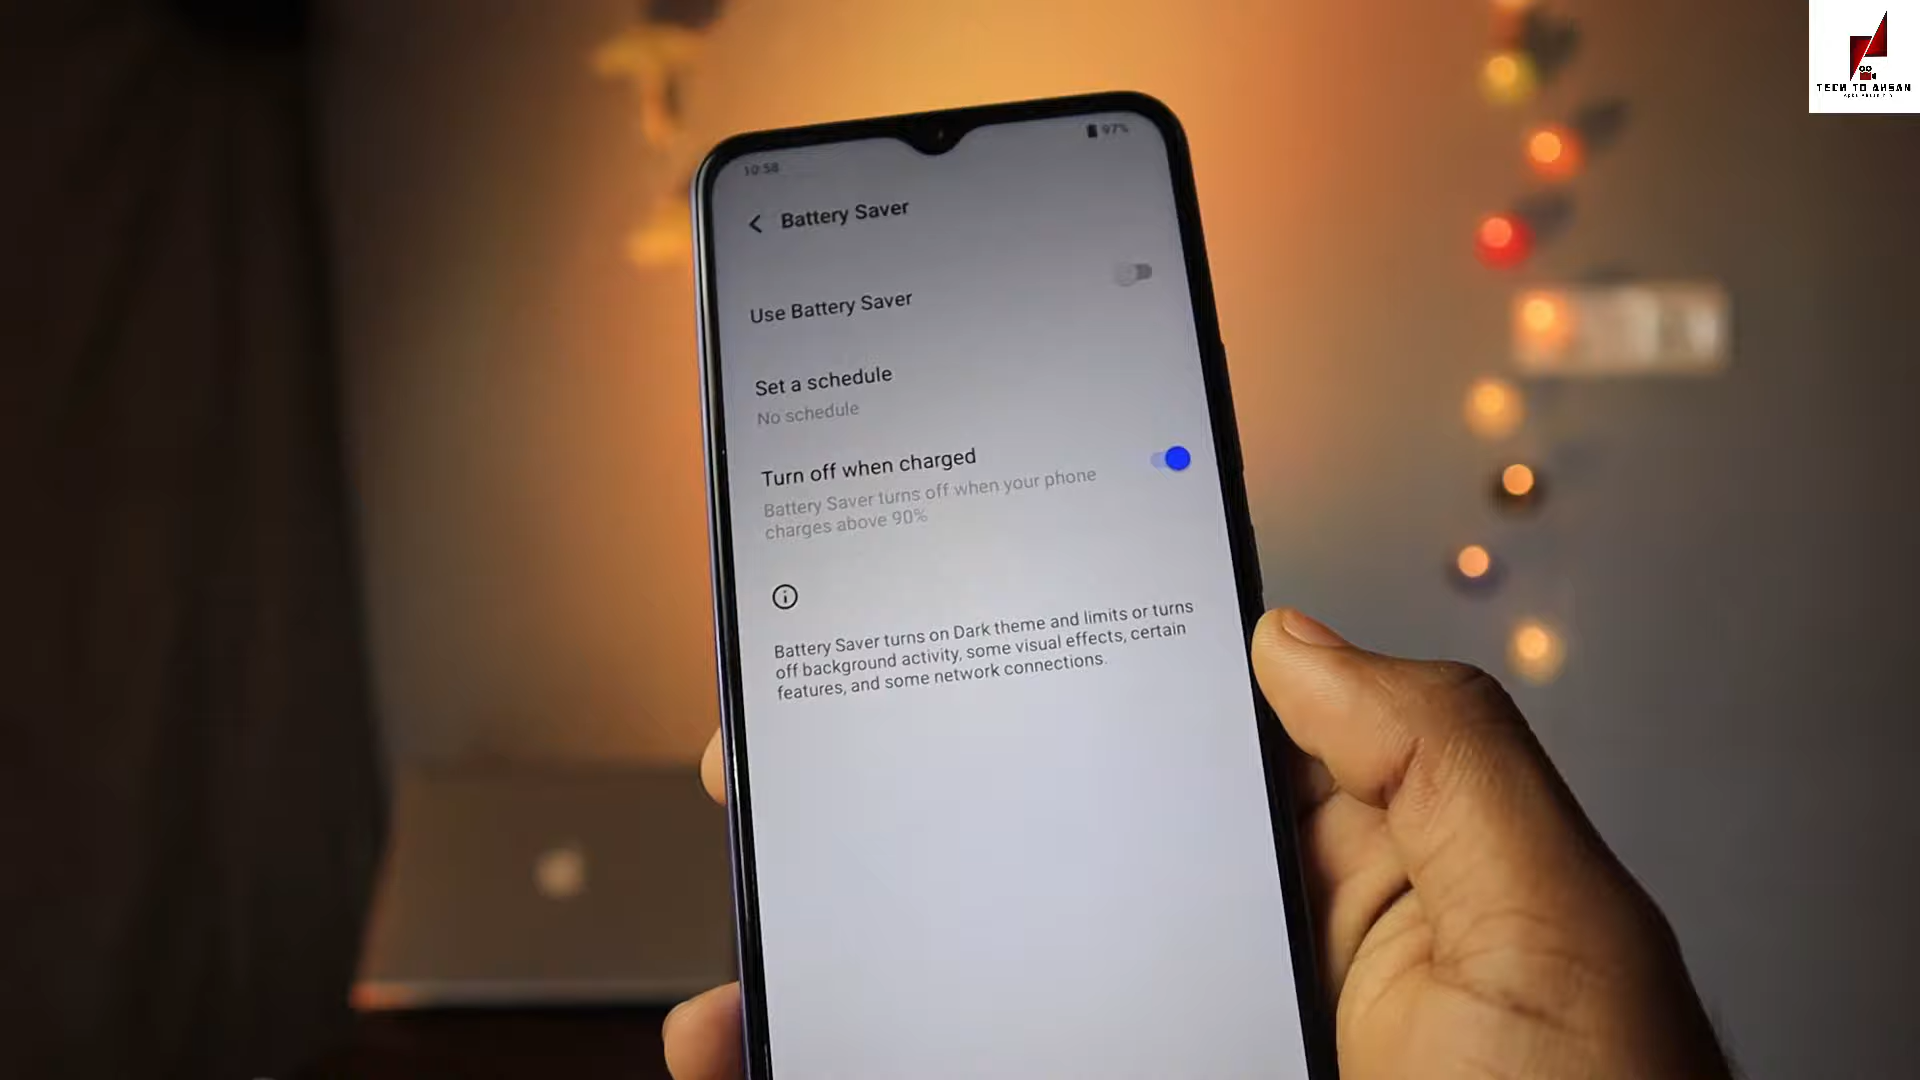 TECH TO AHSAN
10:58
97%
Battery Saver
Use Battery Saver
Set a schedule
No schedule
Turn off when charged
Battery Saver turns off when your phone
charges above 90%
Battery Saver turns on Dark theme and limits or turns
off background activity, some visual effects, certain
features, and some network connections.